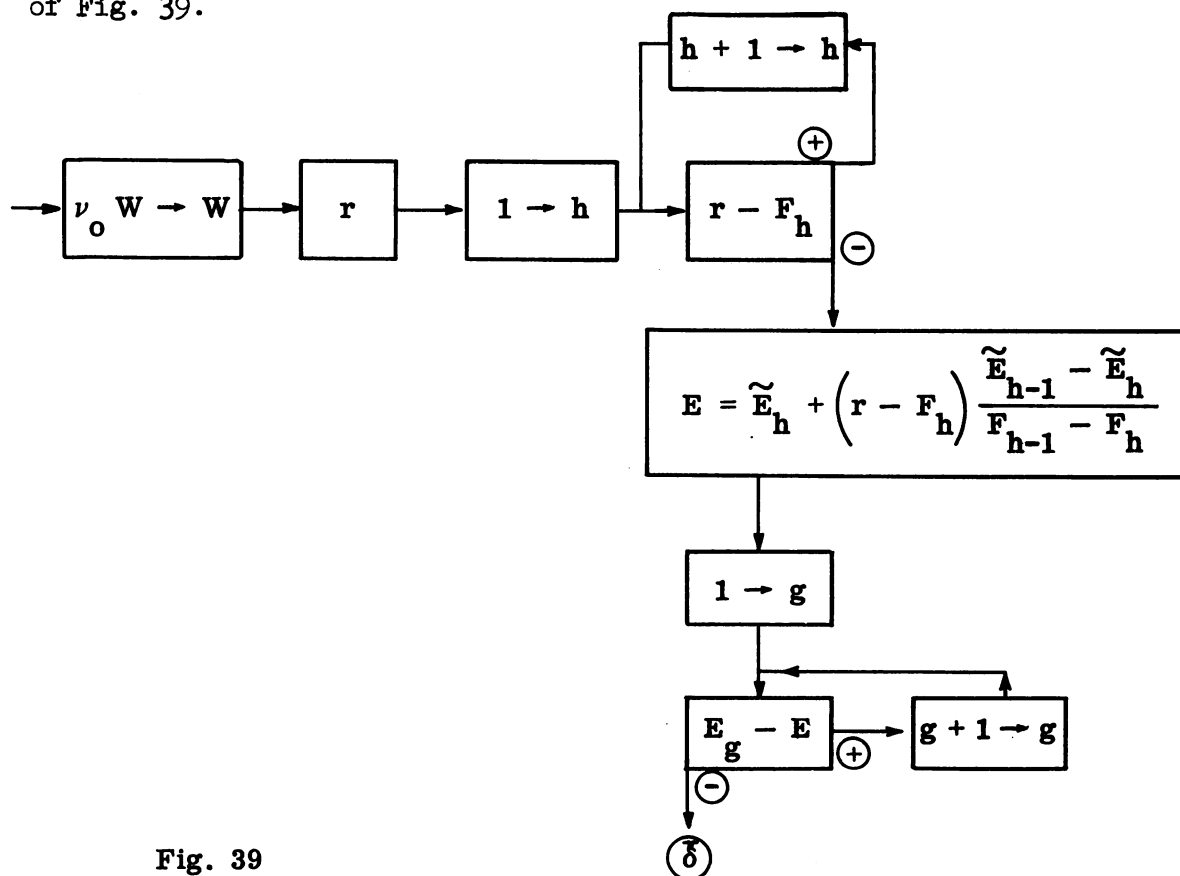 of Fig. 39.
h + 1 → h
+
ν₀ W → W
r
1 → h
r − F_h
−
E = Ẽ_h + (r − F_h) (Ẽ_{h-1} − Ẽ_h) / (F_{h-1} − F_h)
1 → g
E_g − E
+
g + 1 → g
−
Fig. 39